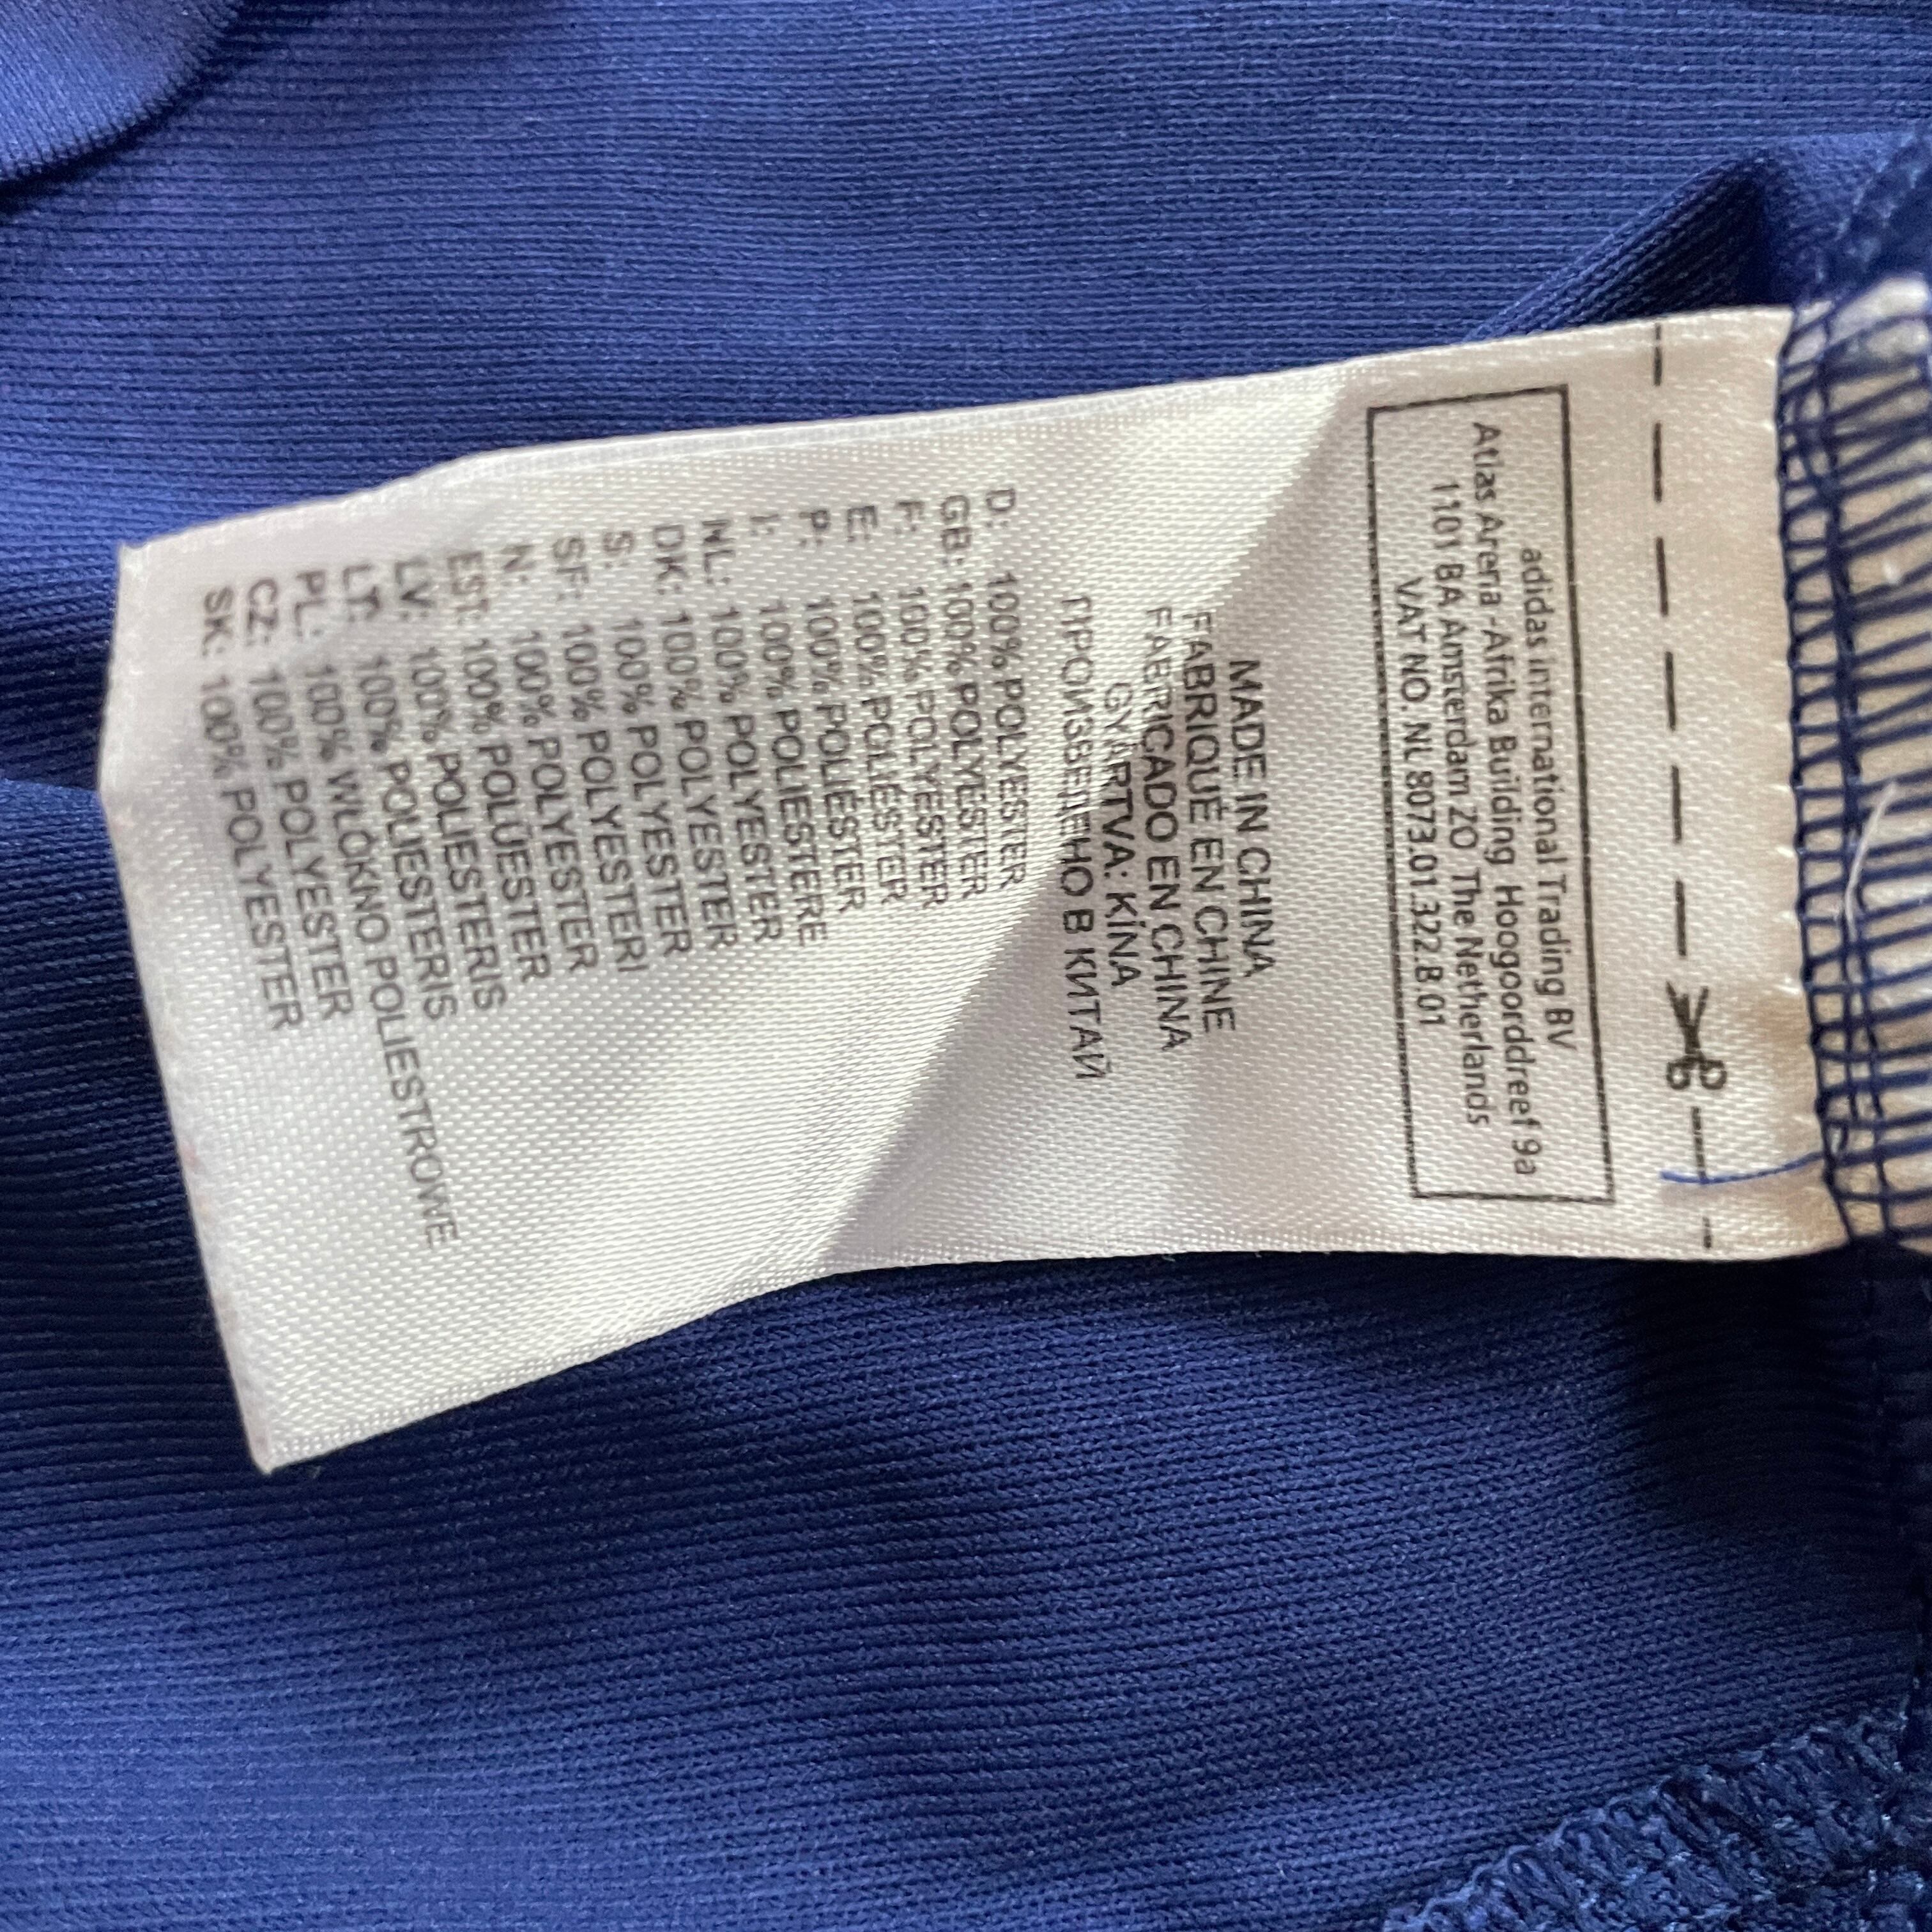 adidas international Trading BV
Atlas Arena -Afrika Building, Hoogoorddreef 9a
1101 BA Amsterdam ZO The Netherlands
VAT NO. NL 8073.01.322.B.01
MADE IN CHINA
FABRIQUÉ EN CHINE
FABRICADO EN CHINA
GYÁRTVA: KÍNA
ПРОИЗВЕДЕНО В КИТАЙ
D: 100% POLYESTER
GB: 100% POLYESTER
F: 100% POLYESTER
E: 100% POLIÉSTER
P: 100% POLIÉSTER
I: 100% POLIESTERE
NL: 100% POLYESTER
DK: 100% POLYESTER
S: 100% POLYESTER
SF: 100% POLYESTERI
N: 100% POLYESTER
EST: 100% POLÜESTER
LV: 100% POLIESTERIS
LT: 100% POLIESTERIS
PL: 100% WŁÓKNO POLIESTROWE
CZ: 100% POLYESTER
SK: 100% POLYESTER